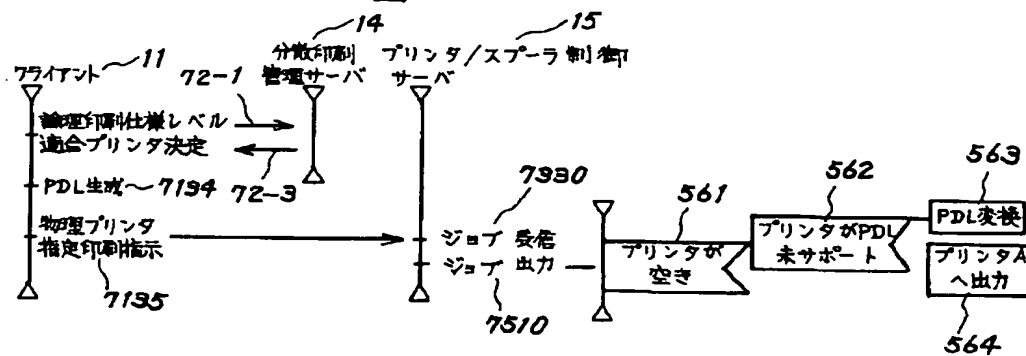 14
15
11
分散印刷
管理サーバ
プリンタ/スプーラ制御
サーバ
クライアント
72-1
論理印刷仕様レベル
適合プリンタ決定
PDL生成~7134
72-3
物理プリンタ
指定印刷指示
7135
7330
ジョブ 受信
ジョブ 出力
7510
561
プリンタが
空き
562
プリンタがPDL
未サポート
563
PDL変換
プリンタA
へ出力
564